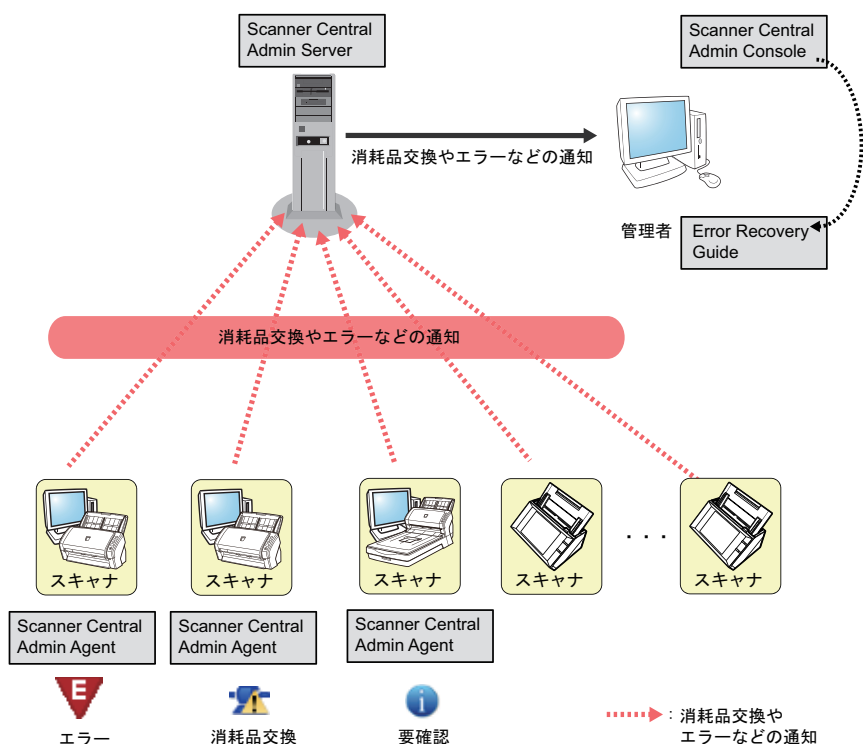 Scanner Central
Admin Server
Scanner Central
Admin Console
消耗品交換やエラーなどの通知
管理者
Error Recovery
Guide
消耗品交換やエラーなどの通知
スキャナ
スキャナ
スキャナ
スキャナ
・・・
スキャナ
Scanner Central
Admin Agent
Scanner Central
Admin Agent
Scanner Central
Admin Agent
E
i
エラー
消耗品交換
要確認
：消耗品交換や
エラーなどの通知